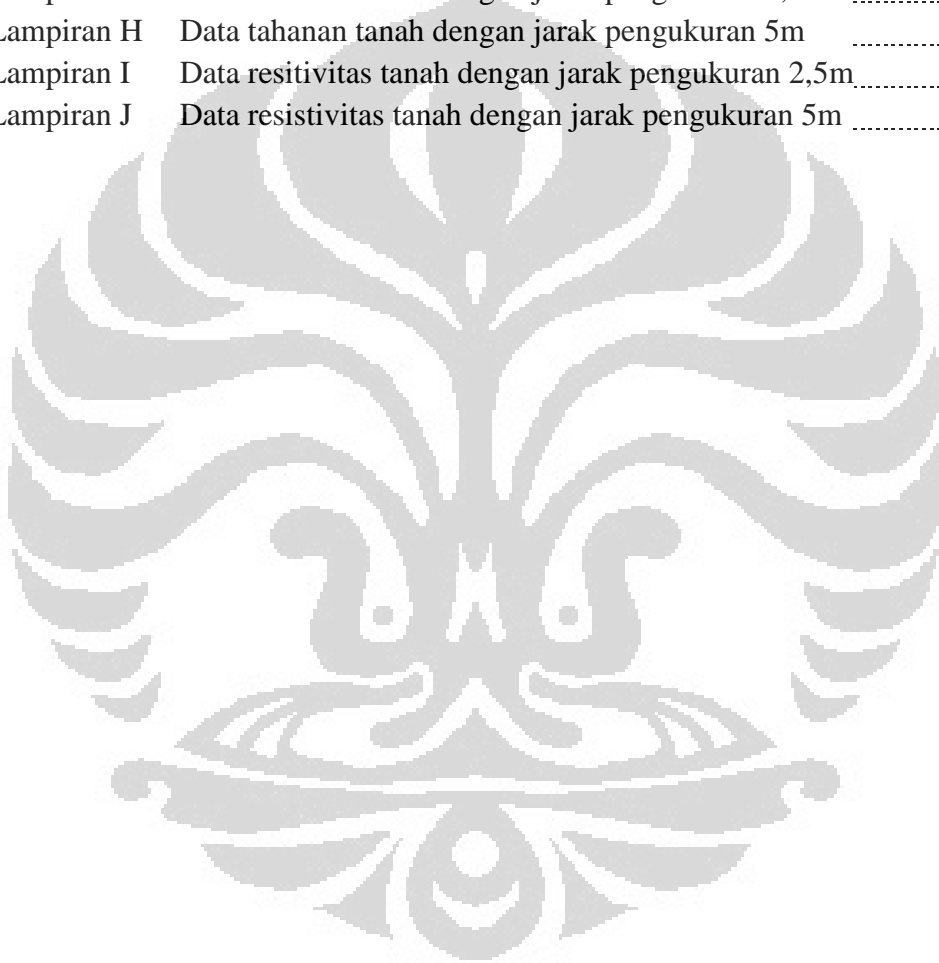 Lampiran H Data tahanan tanah dengan jarak pengukuran 5m
Lampiran I Data resitivitas tanah dengan jarak pengukuran 2,5m
Lampiran J Data resistivitas tanah dengan jarak pengukuran 5m